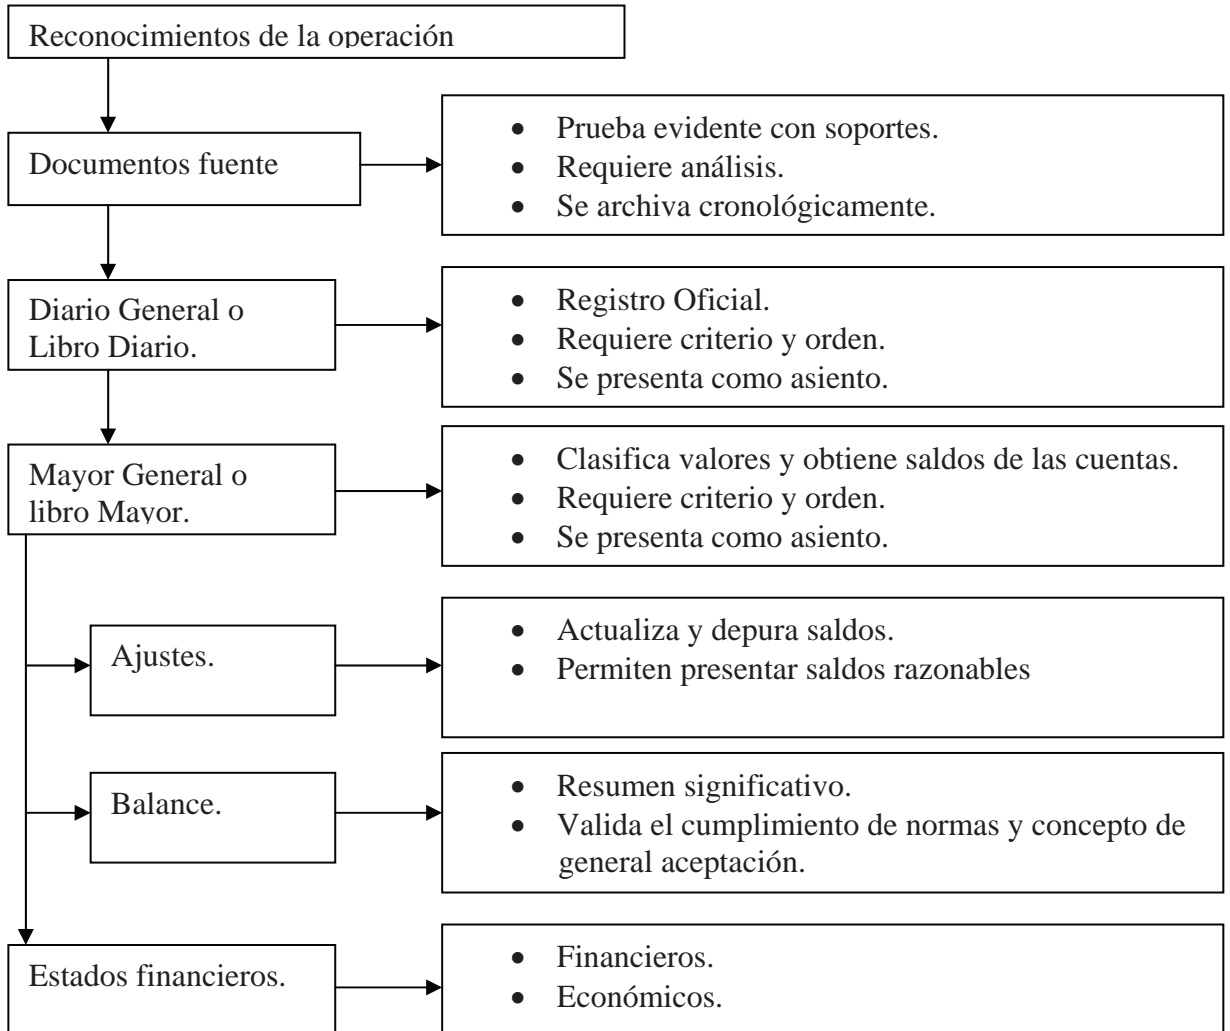 Reconocimientos de la operación
Documentos fuente
• Prueba evidente con soportes.
• Requiere análisis.
• Se archiva cronológicamente.
Diario General o
Libro Diario.
• Registro Oficial.
• Requiere criterio y orden.
• Se presenta como asiento.
Mayor General o
libro Mayor.
• Clasifica valores y obtiene saldos de las cuentas.
• Requiere criterio y orden.
• Se presenta como asiento.
Ajustes.
• Actualiza y depura saldos.
• Permiten presentar saldos razonables
Balance.
• Resumen significativo.
• Valida el cumplimiento de normas y concepto de
general aceptación.
Estados financieros.
• Financieros.
• Económicos.